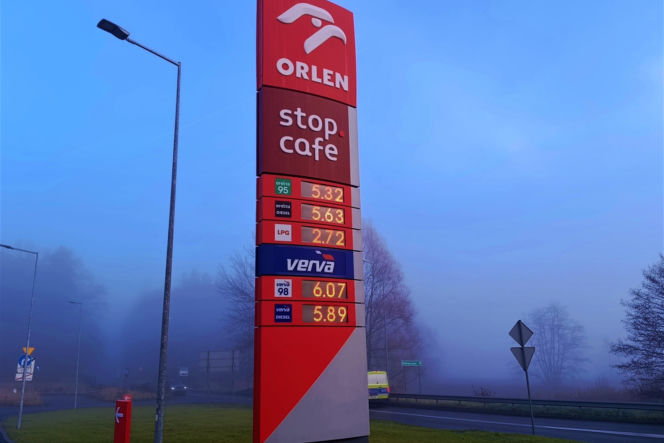 ORLEN
stop.
cafe
95 5.32
DIESEL 5.63
LPG 2.72
verva
verva 98 6.07
verva DIESEL 5.89